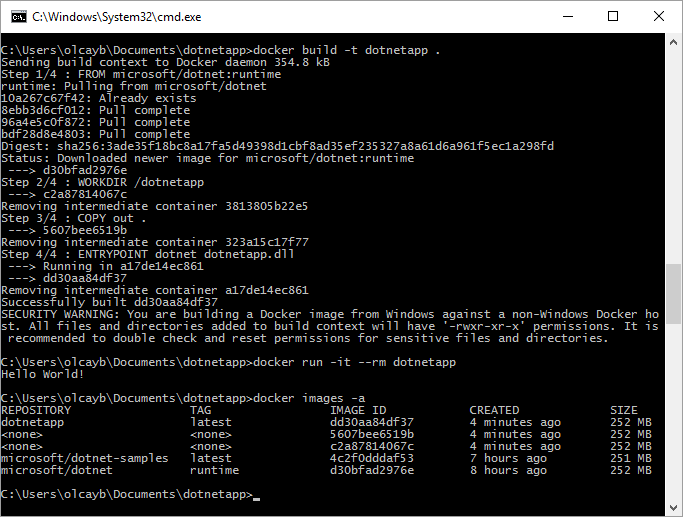 C:\Windows\System32\cmd.exe
C:\Users\olcayb\Documents\dotnetapp>docker build -t dotnetapp .
Sending build context to Docker daemon 354.8 kB
Step 1/4 : FROM microsoft/dotnet:runtime
runtime: Pulling from microsoft/dotnet
10a267c67f42: Already exists
8ebb3d6cf012: Pull complete
96a4e5c0f872: Pull complete
bdf28d8e4803: Pull complete
Digest: sha256:3ade35f18bc8a17fa5d49398d1cbf8ad35ef235327a8a61d6a961f5ec1a298fd
Status: Downloaded newer image for microsoft/dotnet:runtime
 ---> d30bfad2976e
Step 2/4 : WORKDIR /dotnetapp
 ---> c2a87814067c
Removing intermediate container 3813805b22e5
Step 3/4 : COPY out .
 ---> 5607bee6519b
Removing intermediate container 323a15c17f77
Step 4/4 : ENTRYPOINT dotnet dotnetapp.dll
 ---> Running in a17de14ec861
 ---> dd30aa84df37
Removing intermediate container a17de14ec861
Successfully built dd30aa84df37
SECURITY WARNING: You are building a Docker image from Windows against a non-Windows Docker ho
st. All files and directories added to build context will have '-rwxr-xr-x' permissions. It is
 recommended to double check and reset permissions for sensitive files and directories.
C:\Users\olcayb\Documents\dotnetapp>docker run -it --rm dotnetapp
Hello World!
C:\Users\olcayb\Documents\dotnetapp>docker images -a
REPOSITORY TAG IMAGE ID CREATED SIZE
dotnetapp latest dd30aa84df37 4 minutes ago 252 MB
<none> <none> 5607bee6519b 4 minutes ago 252 MB
<none> <none> c2a87814067c 4 minutes ago 252 MB
microsoft/dotnet-samples latest 4c2f0dddaf53 7 hours ago 251 MB
microsoft/dotnet runtime d30bfad2976e 8 hours ago 252 MB
C:\Users\olcayb\Documents\dotnetapp>_